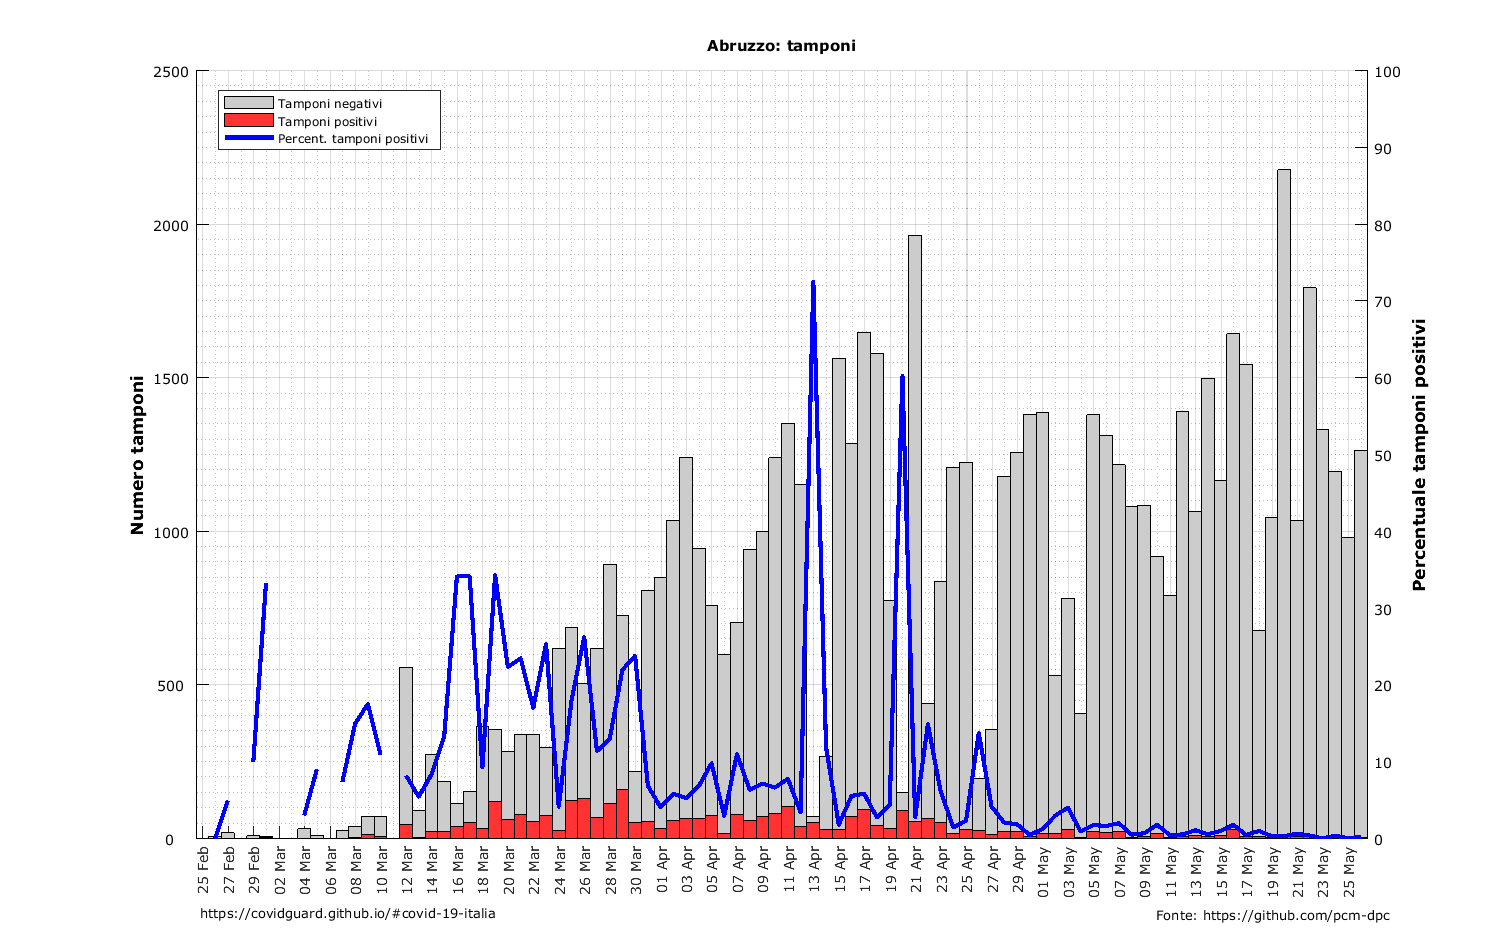 Abruzzo: tamponi
2500
2000
1500
1000
500
0
Numero tamponi
Tamponi negativi
Tamponi positivi
Percent. tamponi positivi
100
90
80
70
60
50
40
30
20
10
0
Percentuale tamponi positivi
25 Feb
27 Feb
29 Feb
02 Mar
04 Mar
06 Mar
08 Mar
10 Mar
12 Mar
14 Mar
16 Mar
18 Mar
20 Mar
22 Mar
24 Mar
26 Mar
28 Mar
30 Mar
01 Apr
03 Apr
05 Apr
07 Apr
09 Apr
11 Apr
13 Apr
15 Apr
17 Apr
19 Apr
21 Apr
23 Apr
25 Apr
27 Apr
29 Apr
01 May
03 May
05 May
07 May
09 May
11 May
13 May
15 May
17 May
19 May
21 May
23 May
25 May
https://covidguard.github.io/#covid-19-italia
Fonte: https://github.com/pcm-dpc